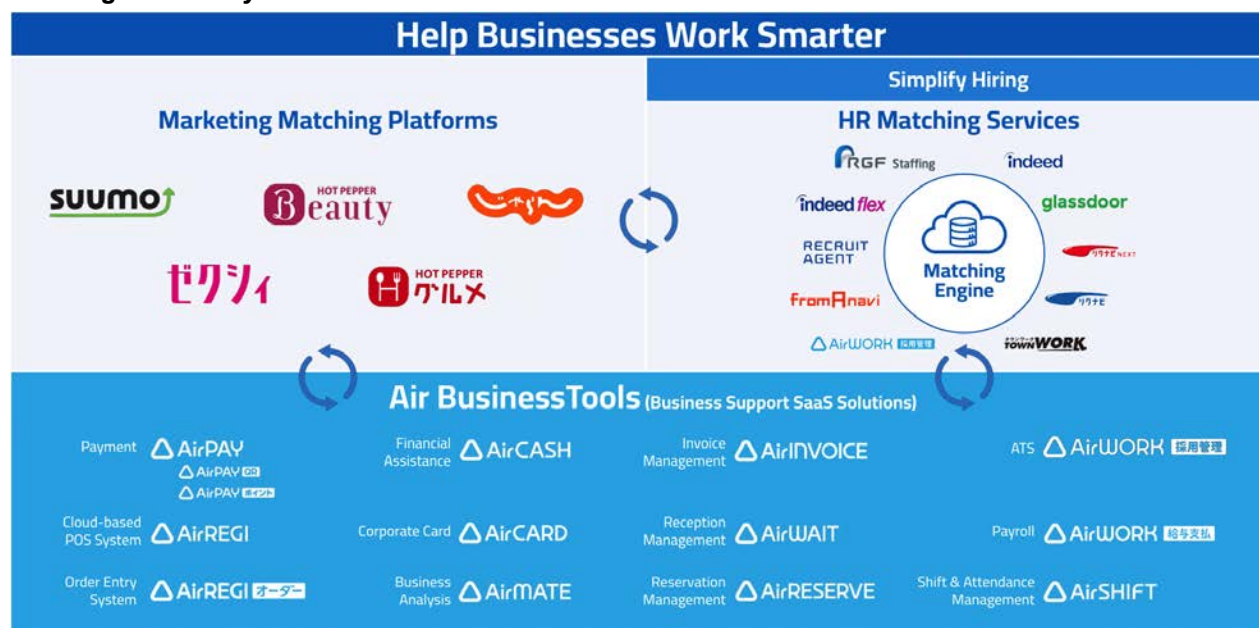 Help Businesses Work Smarter
Simplify Hiring
Marketing Matching Platforms
HR Matching Services
suumo
HOT PEPPER
Beauty
じゃらん
ゼクシィ
HOT PEPPER
グルメ
RGF Staffing
indeed
indeed flex
glassdoor
RECRUIT
AGENT
リクナビNEXT
Matching
Engine
fromAnavi
リクナビ
AirWORK 採用管理
タウンワーク
TOWNWORK
Air BusinessTools (Business Support SaaS Solutions)
Payment
AirPAY
AirPAY QR
AirPAY ポイント
Financial
Assistance
AirCASH
Invoice
Management
AirINVOICE
ATS
AirWORK 採用管理
Cloud-based
POS System
AirREGI
Corporate Card
AirCARD
Reception
Management
AirWAIT
Payroll
AirWORK 給与支払
Order Entry
System
AirREGI オーダー
Business
Analysis
AirMATE
Reservation
Management
AirRESERVE
Shift & Attendance
Management
AirSHIFT